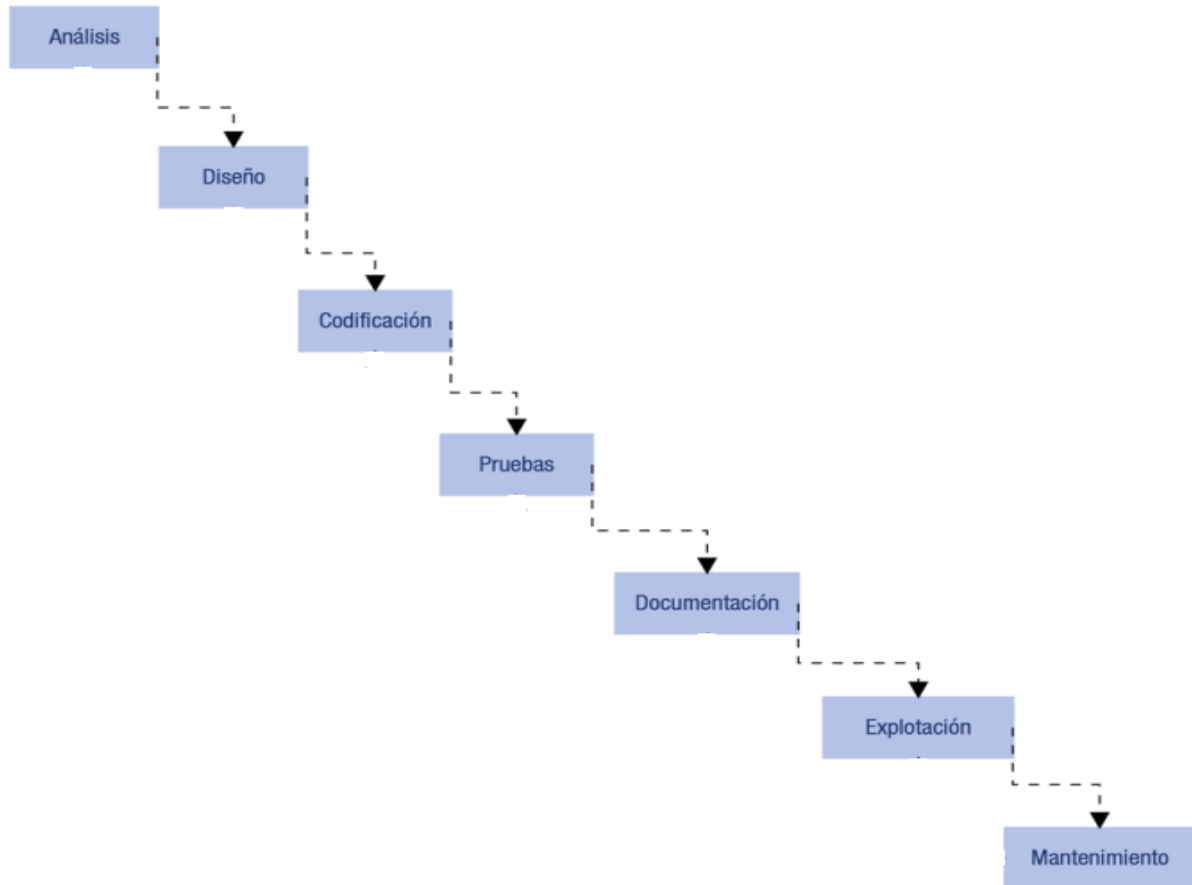 Análisis
Diseño
Codificación
Pruebas
Documentación
Explotación
Mantenimiento